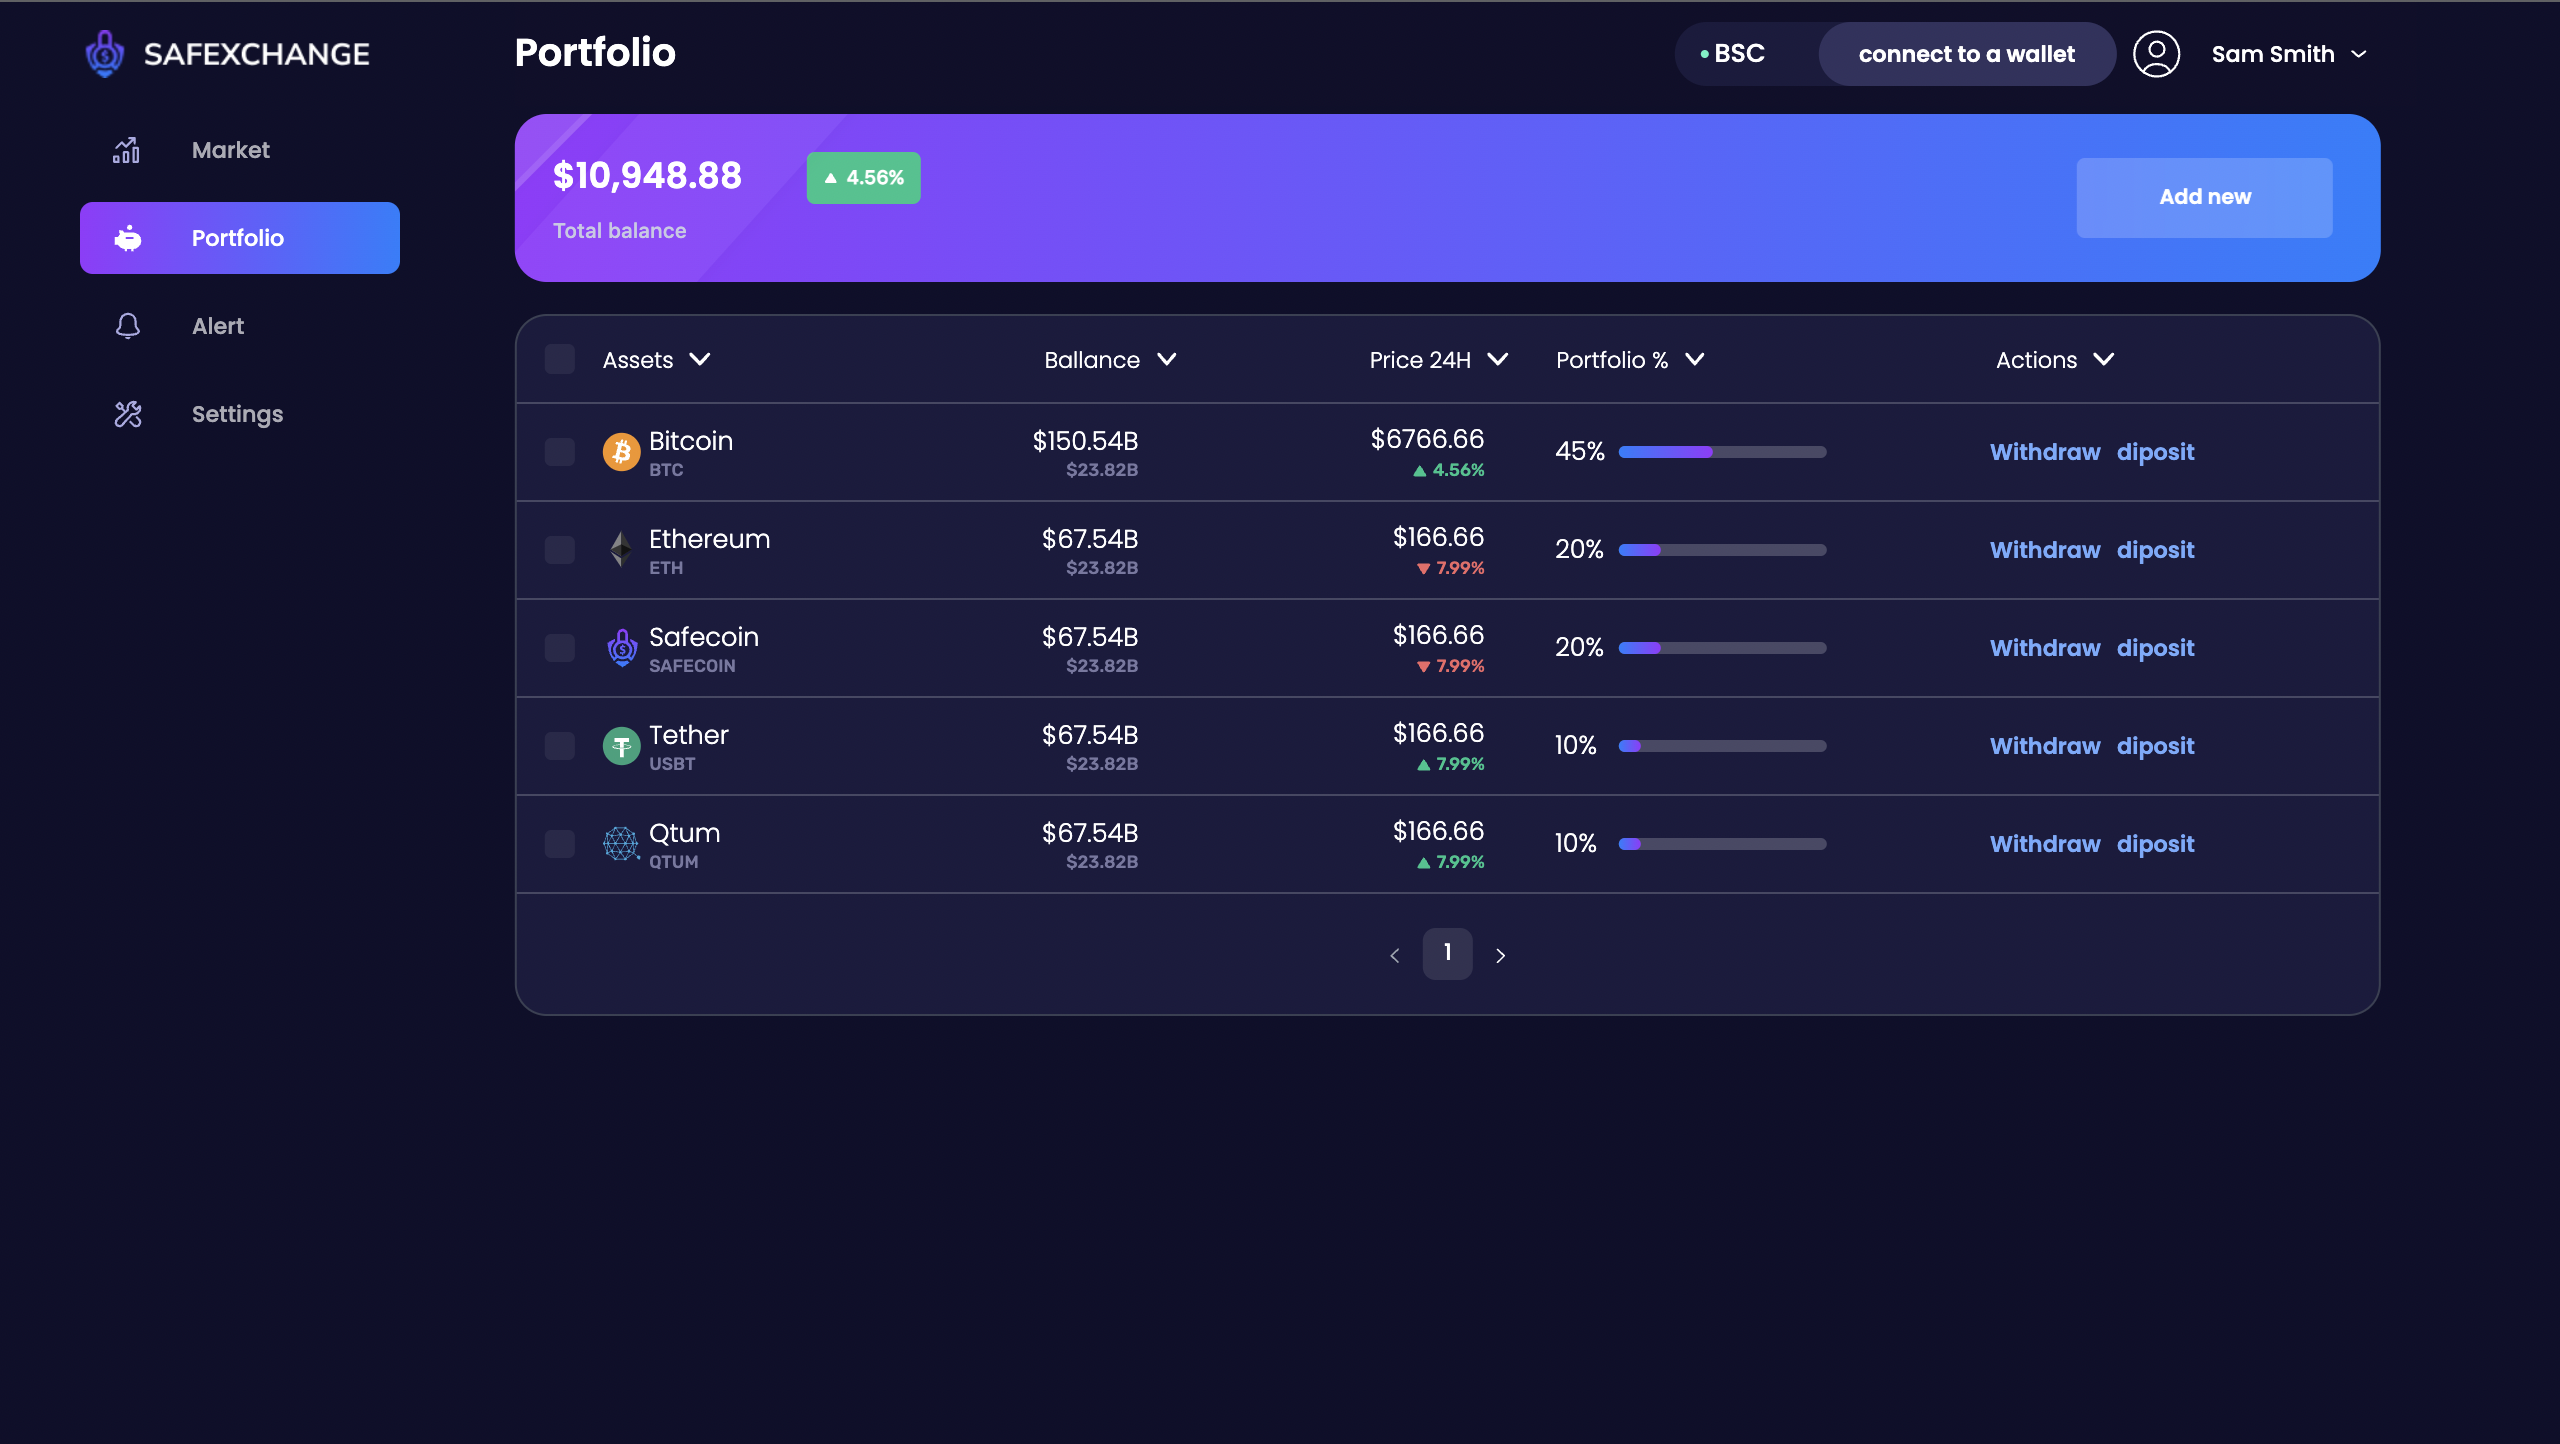 SAFEXCHANGE
Portfolio
BSC
connect to a wallet
Sam Smith
Market
Portfolio
Alert
Settings
$10,948.88
4.56%
Total balance
Add new
Assets Ballance Price 24H Portfolio % Actions
Bitcoin $150.54B $6766.66 45% Withdraw diposit
BTC $23.82B 4.56%
Ethereum $67.54B $166.66 20% Withdraw diposit
ETH $23.82B 7.99%
Safecoin $67.54B $166.66 20% Withdraw diposit
SAFECOIN $23.82B 7.99%
Tether $67.54B $166.66 10% Withdraw diposit
USBT $23.82B 7.99%
Qtum $67.54B $166.66 10% Withdraw diposit
QTUM $23.82B 7.99%
1